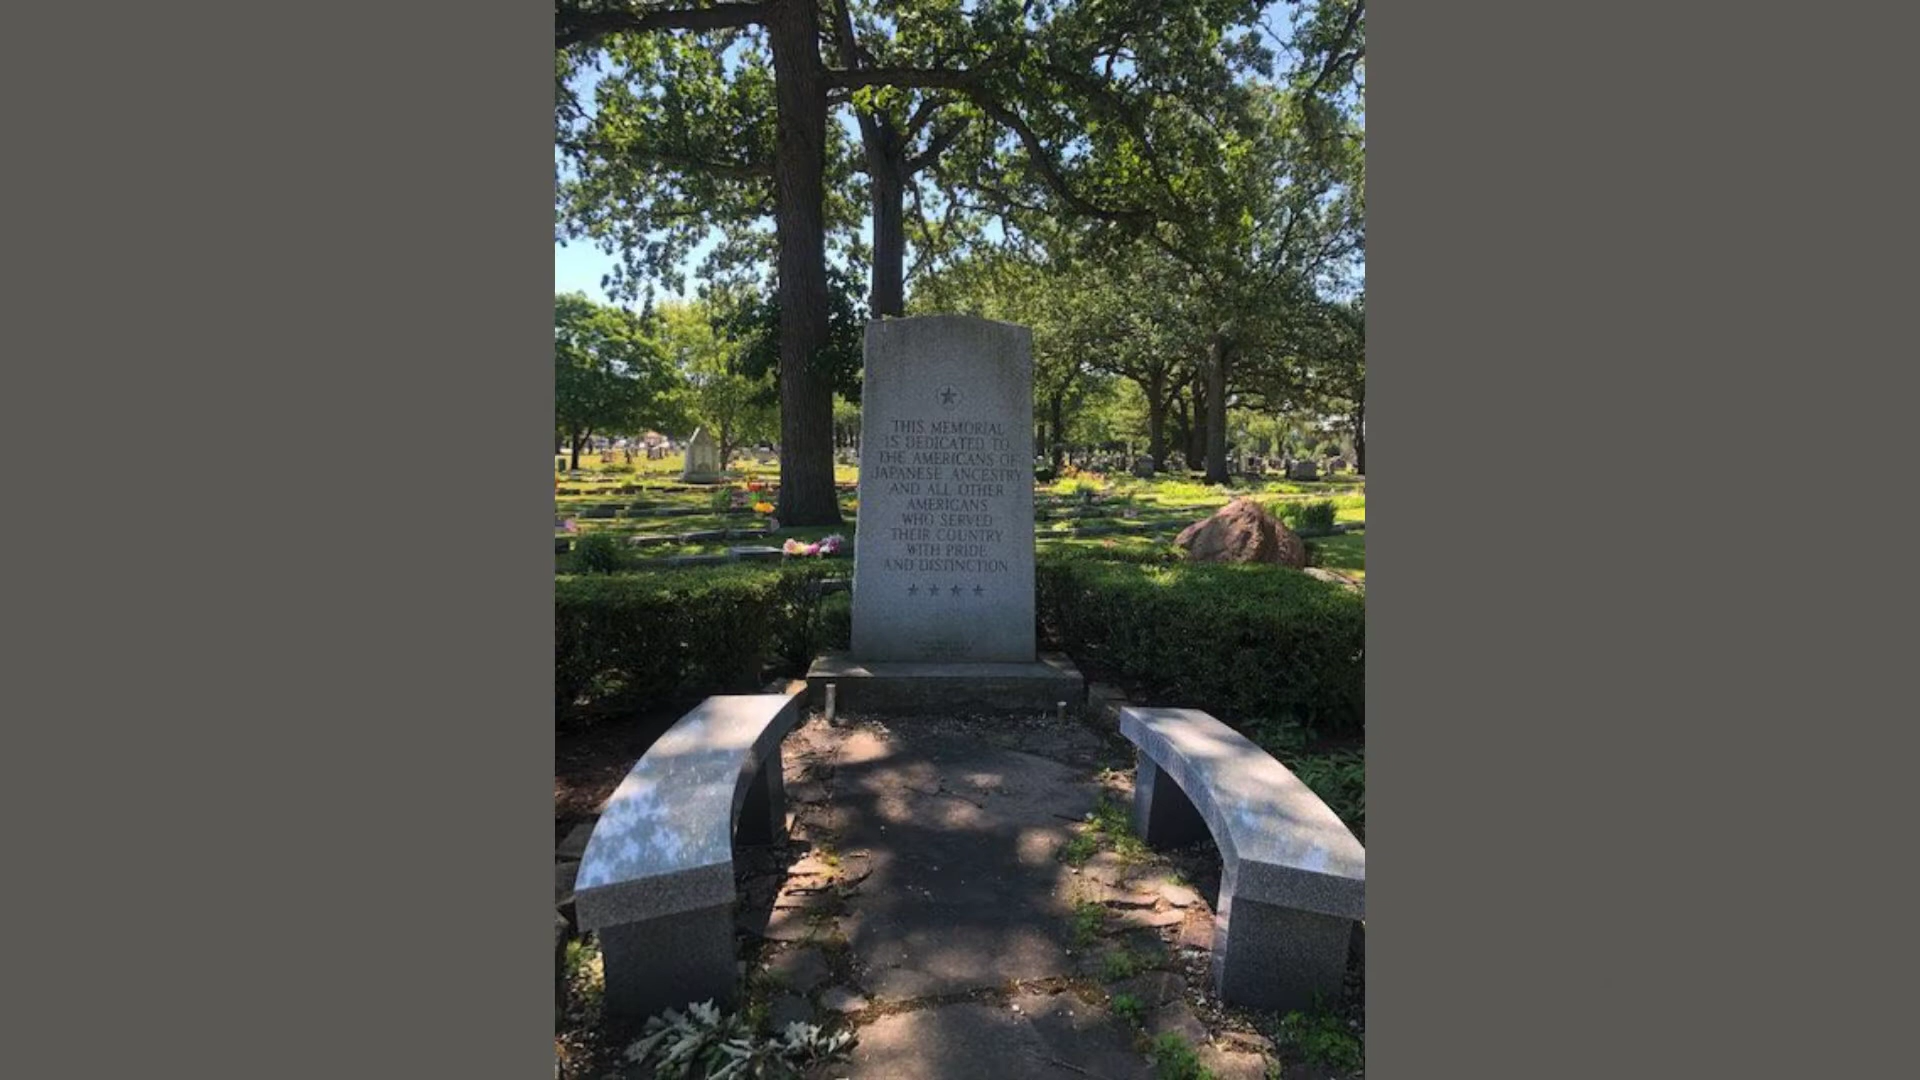 THIS MEMORIAL
IS DEDICATED TO
THE AMERICANS OF
JAPANESE ANCESTRY
AND ALL OTHER
AMERICANS
WHO SERVED
THEIR COUNTRY
WITH PRIDE
AND DISTINCTION